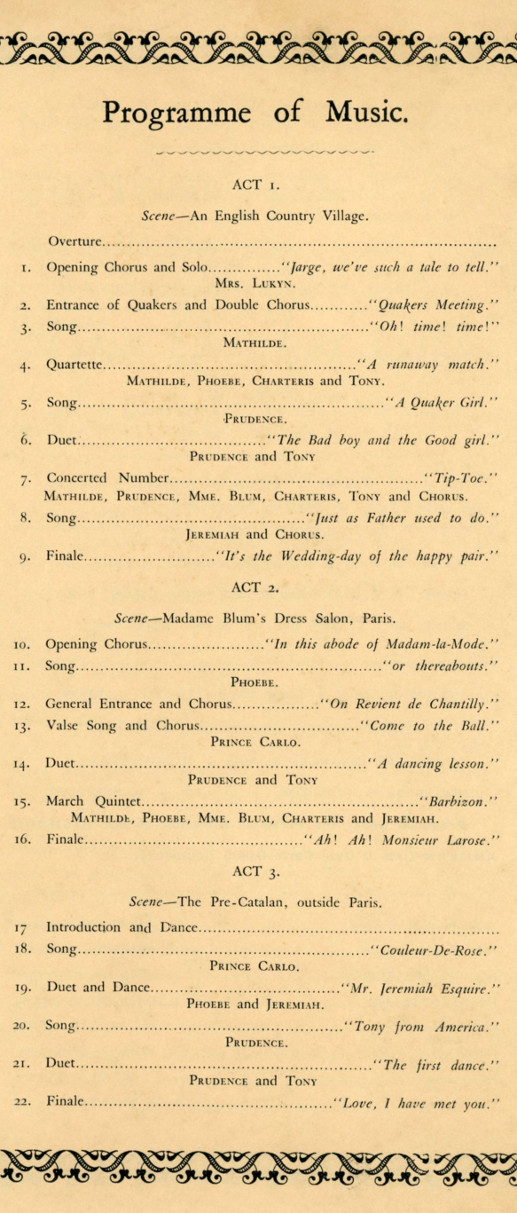 Programme of Music.
ACT 1.
Scene—An English Country Village.
Overture..........................................................................
1. Opening Chorus and Solo..............."Jarge, we've such a tale to tell."
Mrs. Lukyn.
2. Entrance of Quakers and Double Chorus............"Quakers Meeting."
3. Song......................................................"Oh! time! time!"
Mathilde.
4. Quartette................................................"A runaway match."
Mathilde, Phoebe, Charteris and Tony.
5. Song.........................................................."A Quaker Girl."
Prudence.
6. Duet..................................."The Bad boy and the Good girl."
Prudence and Tony
7. Concerted Number................................................"Tip-Toe."
Mathilde, Prudence, Mme. Blum, Charteris, Tony and Chorus.
8. Song.........................................."Just as Father used to do."
Jeremiah and Chorus.
9. Finale........................"It's the Wedding-day of the happy pair."
ACT 2.
Scene—Madame Blum's Dress Salon, Paris.
10. Opening Chorus......................"In this abode of Madam-la-Mode."
11. Song.........................................................."or thereabouts."
Phoebe.
12. General Entrance and Chorus................."On Revient de Chantilly."
13. Valse Song and Chorus..............................."Come to the Ball."
Prince Carlo.
14. Duet......................................................"A dancing lesson."
Prudence and Tony
15. March Quintet....................................................."Barbizon."
Mathilde, Phoebe, Mme. Blum, Charteris and Jeremiah.
16. Finale........................................."Ah! Ah! Monsieur Larose."
ACT 3.
Scene—The Pre-Catalan, outside Paris.
17 Introduction and Dance.......................................................
18. Song......................................................"Couleur-De-Rose."
Prince Carlo.
19. Duet and Dance...................................."Mr. Jeremiah Esquire."
Phoebe and Jeremiah.
20. Song.................................................."Tony from America."
Prudence.
21. Duet........................................................"The first dance."
Prudence and Tony
22. Finale..............................................."Love, I have met you."